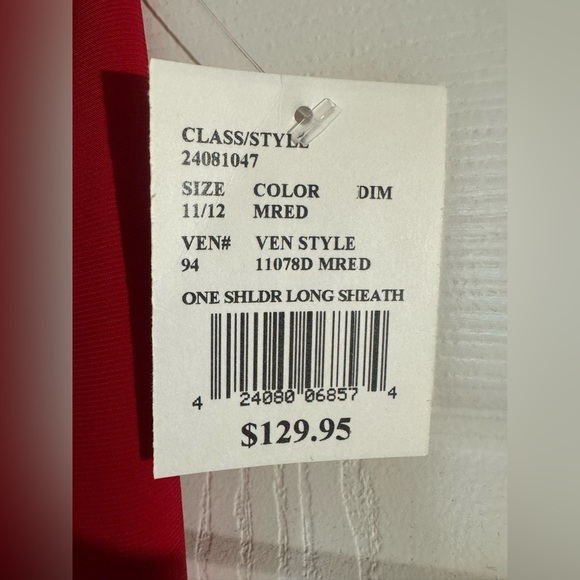 CLASS/STYLE
24081047
SIZE COLOR DIM
11/12 MRED
VEN# VEN STYLE
94 11078D MRED
ONE SHLDR LONG SHEATH
4 24080 06857 4
$129.95